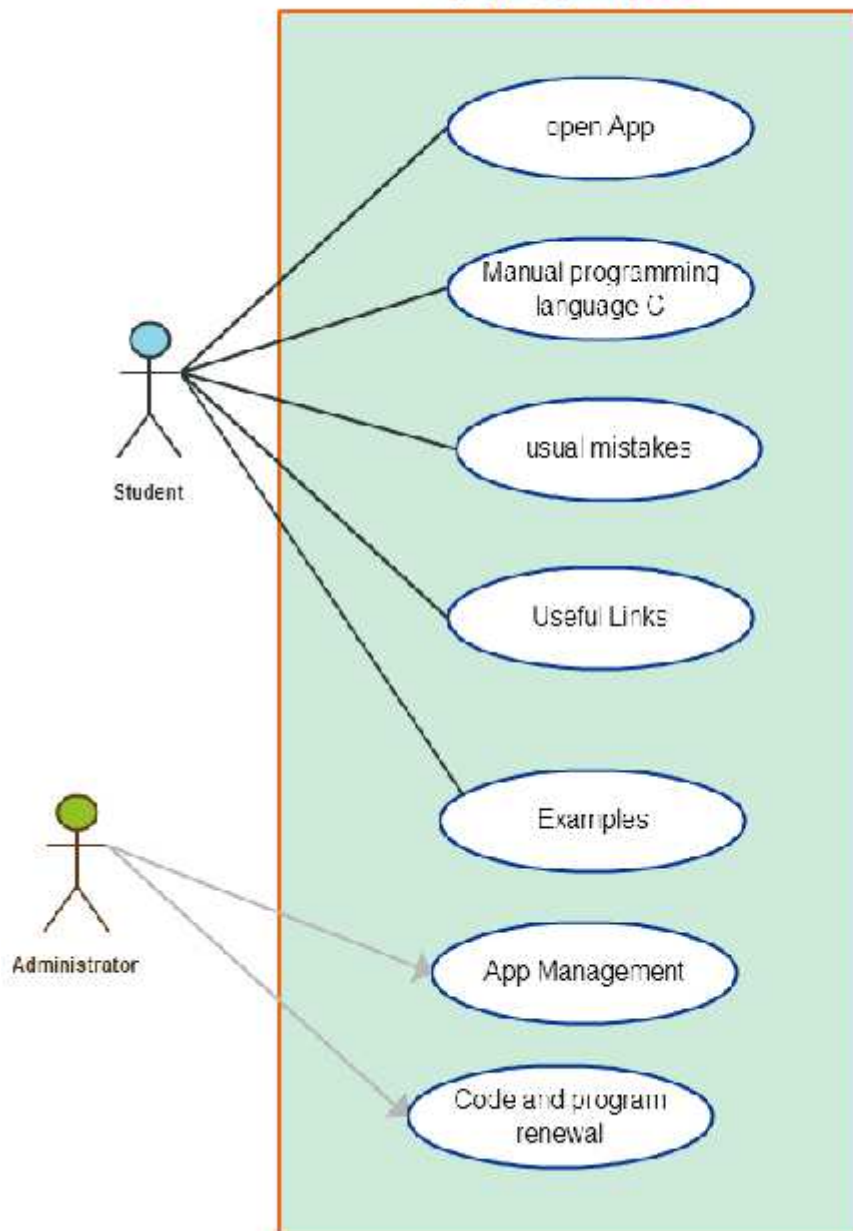 open App
Manual programming
language C
usual mistakes
Student
Useful Links
Examples
Administrator
App Management
Code and program
renewal